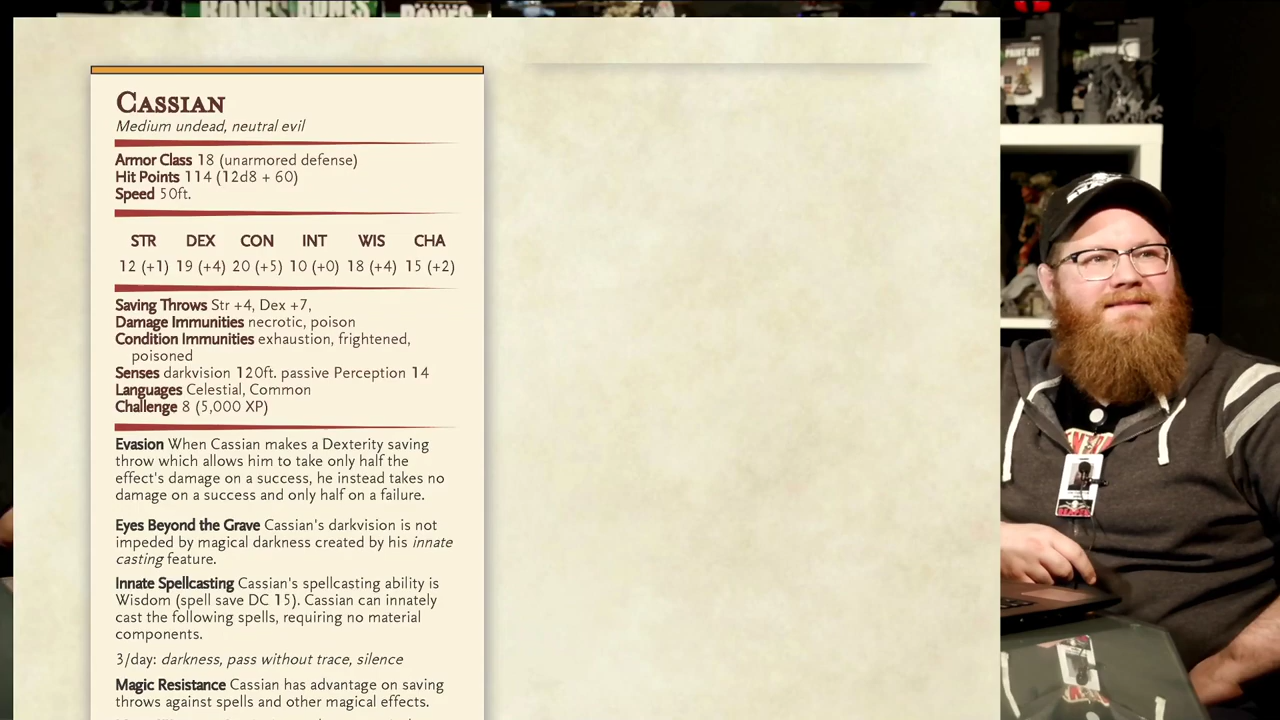 BONES BONES
BONES
PAINT SET
Cassian
Medium undead, neutral evil
Armor Class 18 (unarmored defense)
Hit Points 114 (12d8 + 60)
Speed 50ft.
STR DEX CON INT WIS CHA
12 (+1) 19 (+4) 20 (+5) 10 (+0) 18 (+4) 15 (+2)
Saving Throws Str +4, Dex +7,
Damage Immunities necrotic, poison
Condition Immunities exhaustion, frightened,
poisoned
Senses darkvision 120ft. passive Perception 14
Languages Celestial, Common
Challenge 8 (5,000 XP)
Evasion When Cassian makes a Dexterity saving
throw which allows him to take only half the
effect's damage on a success, he instead takes no
damage on a success and only half on a failure.
Eyes Beyond the Grave Cassian's darkvision is not
impeded by magical darkness created by his innate
casting feature.
Innate Spellcasting Cassian's spellcasting ability is
Wisdom (spell save DC 15). Cassian can innately
cast the following spells, requiring no material
components.
3/day: darkness, pass without trace, silence
Magic Resistance Cassian has advantage on saving
throws against spells and other magical effects.